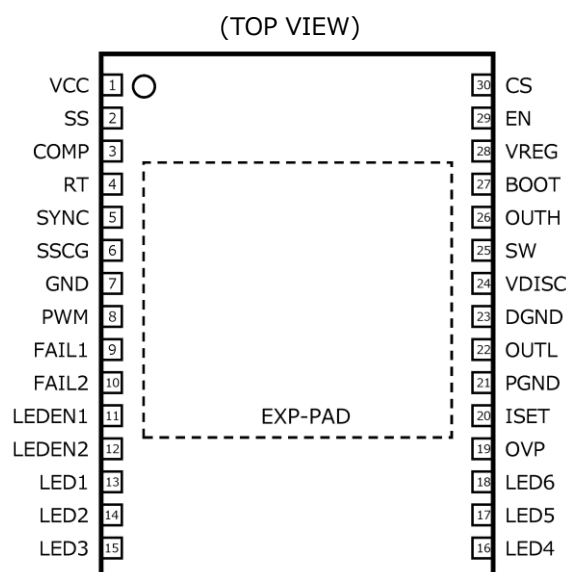 (TOP VIEW)
VCC 1 30 CS
SS 2 29 EN
COMP 3 28 VREG
RT 4 27 BOOT
SYNC 5 26 OUTH
SSCG 6 25 SW
GND 7 24 VDISC
PWM 8 23 DGND
FAIL1 9 22 OUTL
FAIL2 10 21 PGND
LEDEN1 11 EXP-PAD 20 ISET
LEDEN2 12 19 OVP
LED1 13 18 LED6
LED2 14 17 LED5
LED3 15 16 LED4